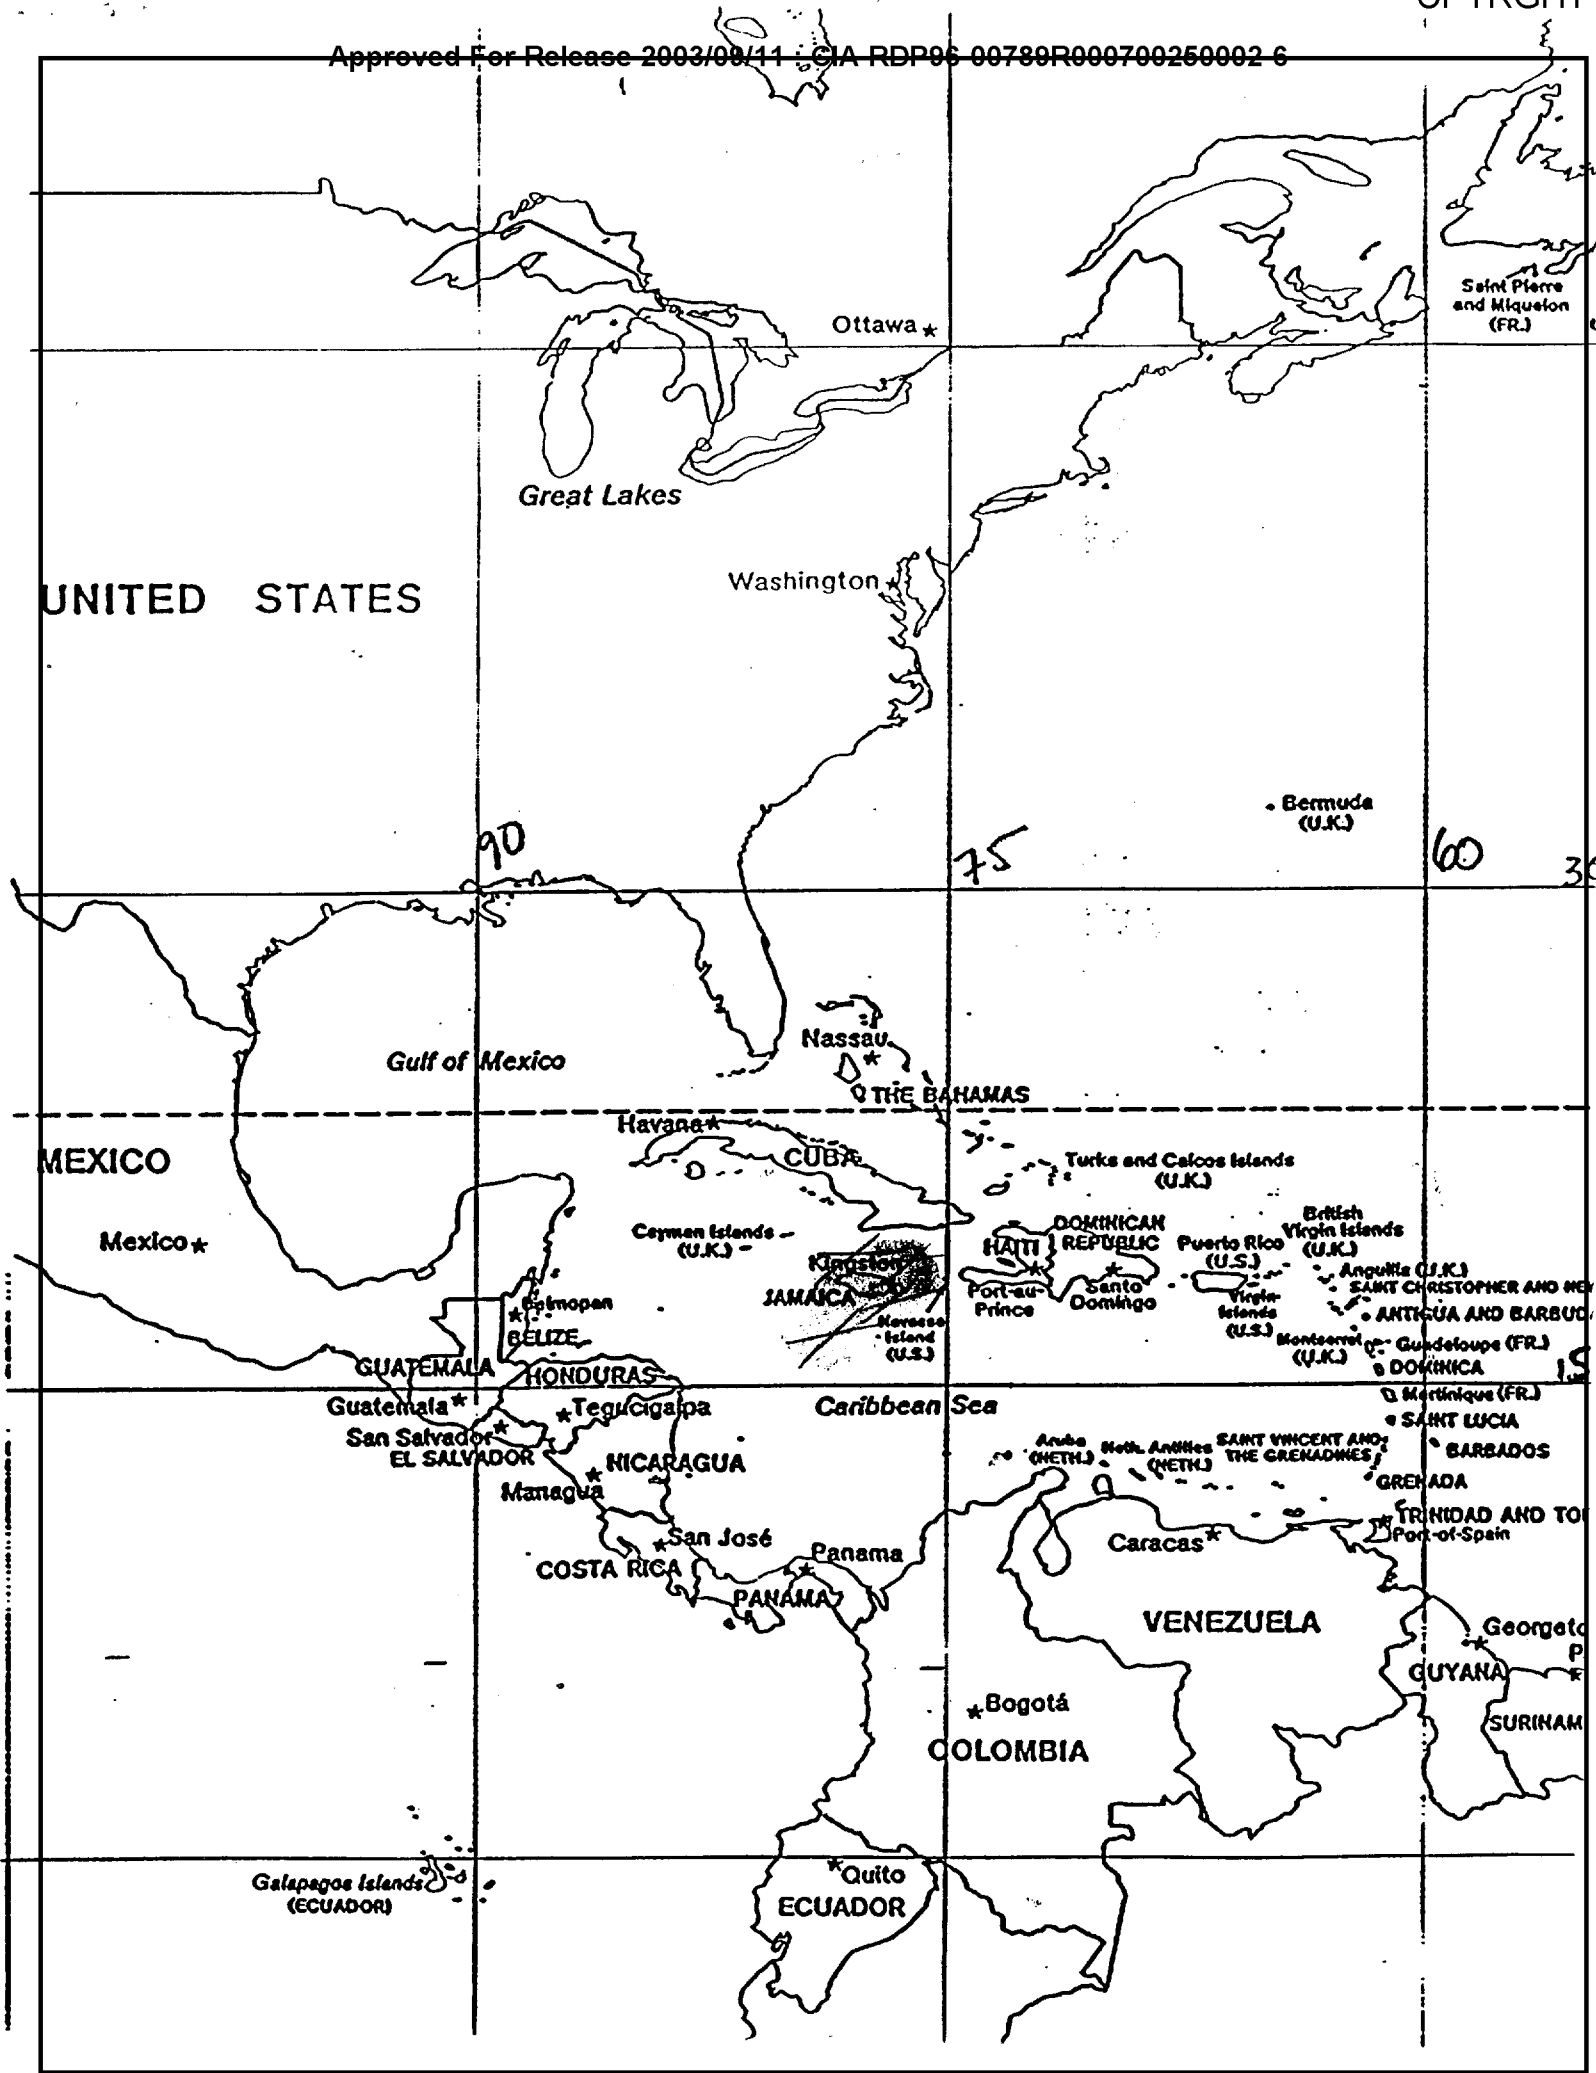 Approved For Release 2003/09/11 : CIA-RDP96-00789R000700250002-6
Saint Pierre
and Miquelon
(FR.)
Ottawa
Great Lakes
Washington
UNITED STATES
Bermuda
(U.K.)
90
75
60
Nassau
Gulf of Mexico
THE BAHAMAS
Havana
CUBA
MEXICO
Turks and Caicos Islands
(U.K.)
Mexico
Cayman Islands
(U.K.)
DOMINICAN
REPUBLIC
HAITI
Puerto Rico
(U.S.)
British
Virgin Islands
(U.K.)
Kingston
JAMAICA
Port-au-
Prince
Santo
Domingo
Virgin
Islands
(U.S.)
Anguilla (U.K.)
SAINT CHRISTOPHER AND NEV
ANTIGUA AND BARBUD
Navassa
Island
(U.S.)
Montserrat
(U.K.)
Guadeloupe (FR.)
DOMINICA
Belmopan
BELIZE
15
GUATEMALA
HONDURAS
Guatemala
Tegucigalpa
Caribbean Sea
Martinique (FR.)
SAINT LUCIA
San Salvador
EL SALVADOR
NICARAGUA
Managua
Aruba
(NETH.)
Neth. Antilles
(NETH.)
SAINT VINCENT AND
THE GRENADINES
BARBADOS
GRENADA
TRINIDAD AND TO
Port-of-Spain
San José
COSTA RICA
Panama
PANAMA
Caracas
VENEZUELA
Georgeto
P
GUYANA
SURINAM
Bogotá
COLOMBIA
Galapagos Islands
(ECUADOR)
Quito
ECUADOR